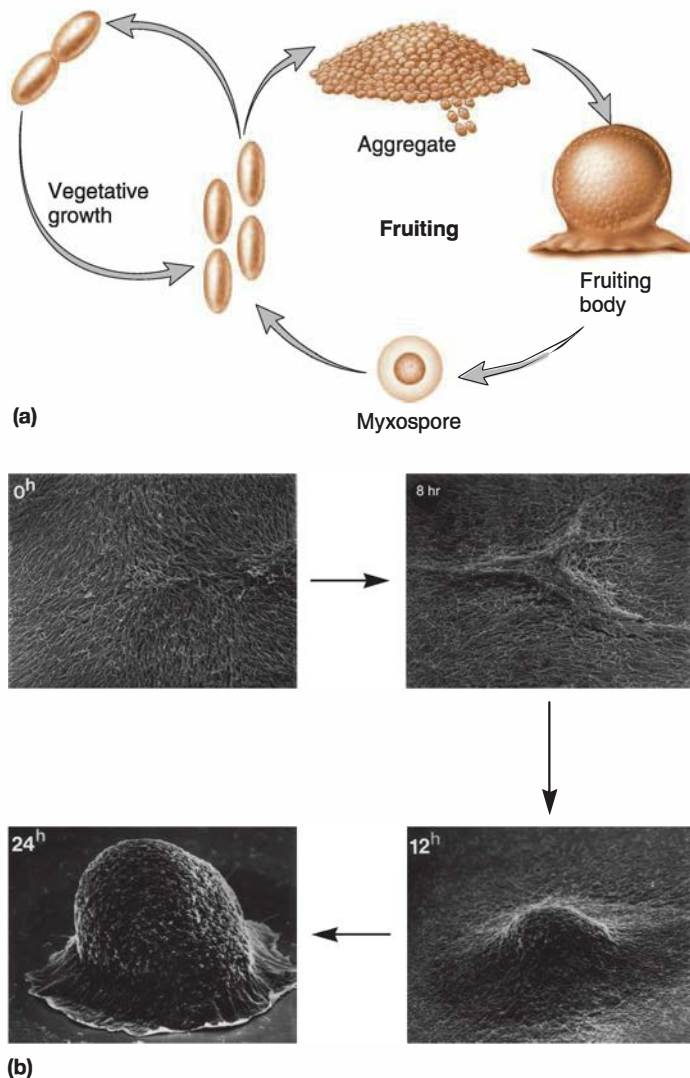 Vegetative
growth
Aggregate
Fruiting
Fruiting
body
Myxospore
(a)
0h
8 hr
24h
12h
(b)